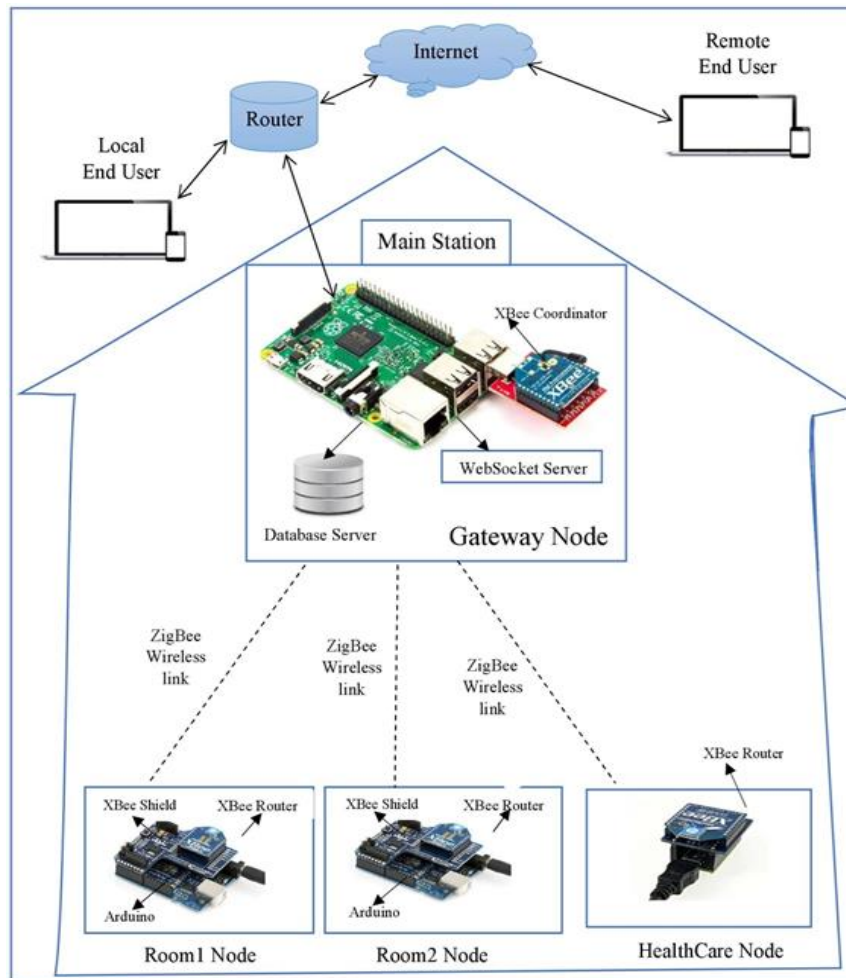 Internet
Remote
End User
Router
Local
End User
Main Station
XBee Coordinator
XBee
WebSocket Server
Database Server
Gateway Node
ZigBee
Wireless
link
ZigBee
Wireless
link
ZigBee
Wireless
link
XBee Router
XBee Shield
XBee Router
Arduino
XBee Shield
XBee Router
Arduino
XBee
Room1 Node
Room2 Node
HealthCare Node